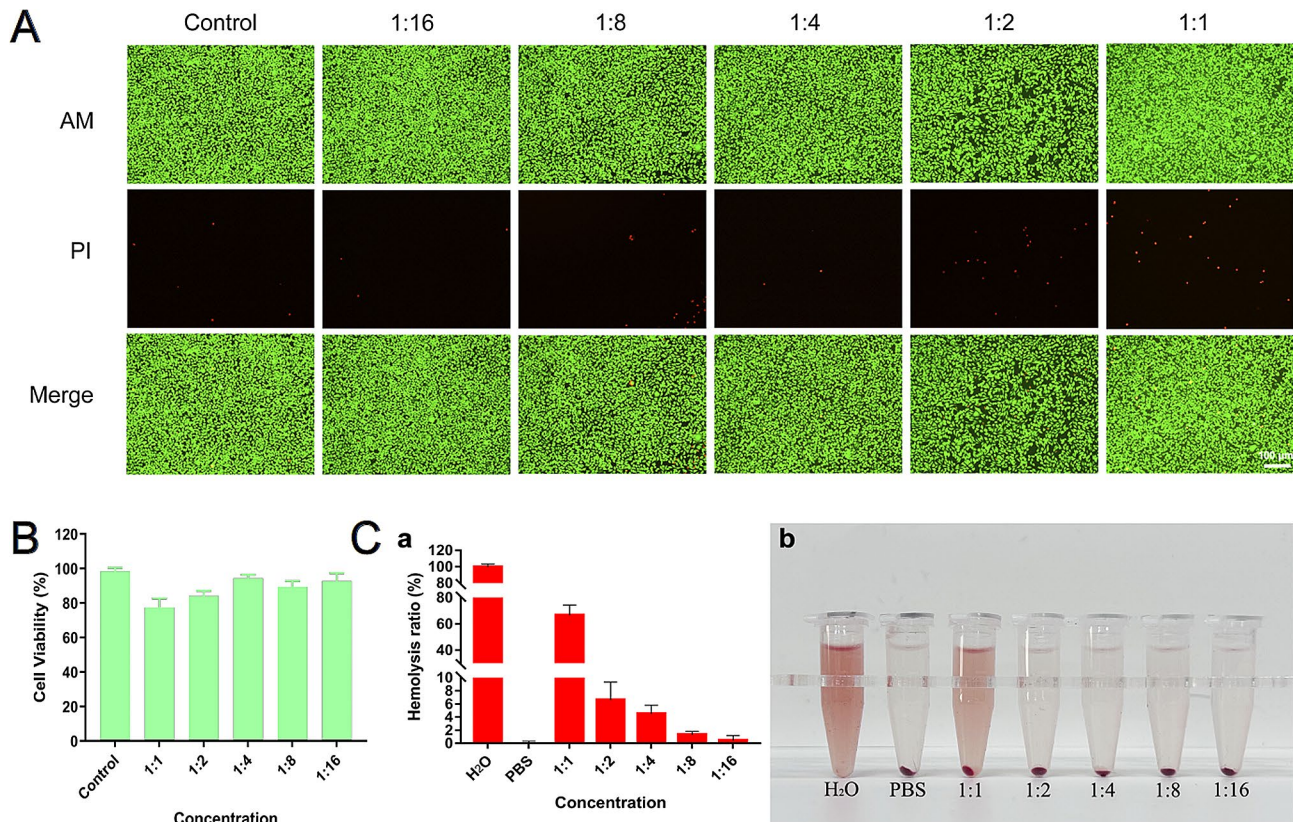 A
Control 1:16 1:8 1:4 1:2 1:1
AM
PI
Merge
100 µm
B
Cell Viability (%)
120
100
80
60
40
20
0
Control 1:1 1:2 1:4 1:8 1:16
Concentration
C
a
Hemolysis ratio (%)
120
100
80
80
60
40
10
8
6
4
2
0
H₂O PBS 1:1 1:2 1:4 1:8 1:16
Concentration
b
H₂O PBS 1:1 1:2 1:4 1:8 1:16